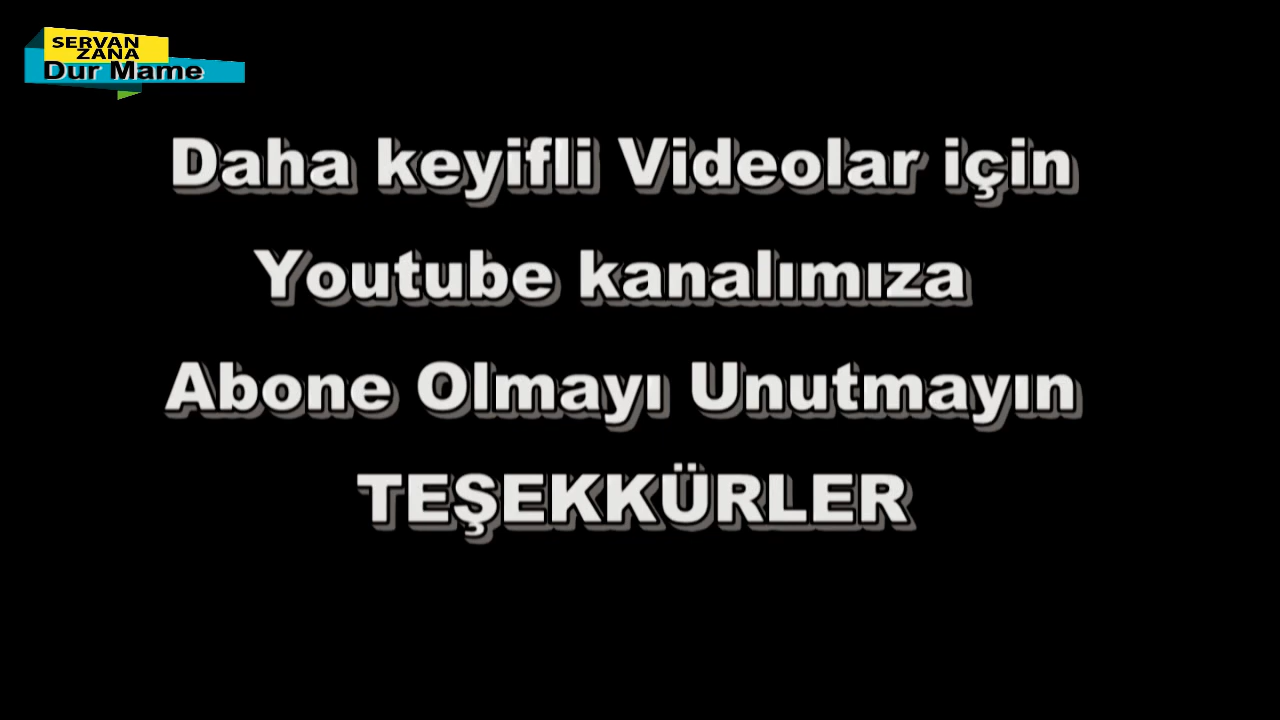 SERVAN
ZANA
Dur Mame
Daha keyifli Videolar için
Youtube kanalımıza
Abone Olmayı Unutmayın
TEŞEKKÜRLER